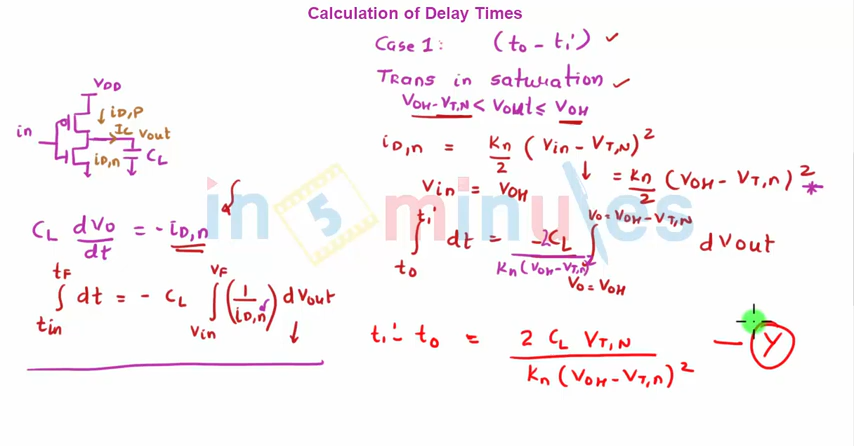 Calculation of Delay Times
Case 1: (t0 - t1') ✓
Trans in saturation ✓
VOH - VT,N < Vout ≤ VOH
VDD
↓ iD,P
in
IC Vout
iD,n
CL
iD,n = Kn/2 (Vin - VT,N)^2
↓ = Kn/2 (VOH - VT,n)^2 *
Vin = VOH
in 5 minutes
∫
CL dVo/dt = - iD,n
∫_{tin}^{tF} dt = - CL ∫_{Vin}^{VF} (1/iD,n) dVout
↓
∫_{t0}^{t1'} dt = -2CL / Kn(VOH - VT,n)^2 ∫_{Vo = VOH}^{Vo = VOH - VT,N} dVout
t1' - t0 = 2 CL VT,N / Kn (VOH - VT,n)^2 — Y